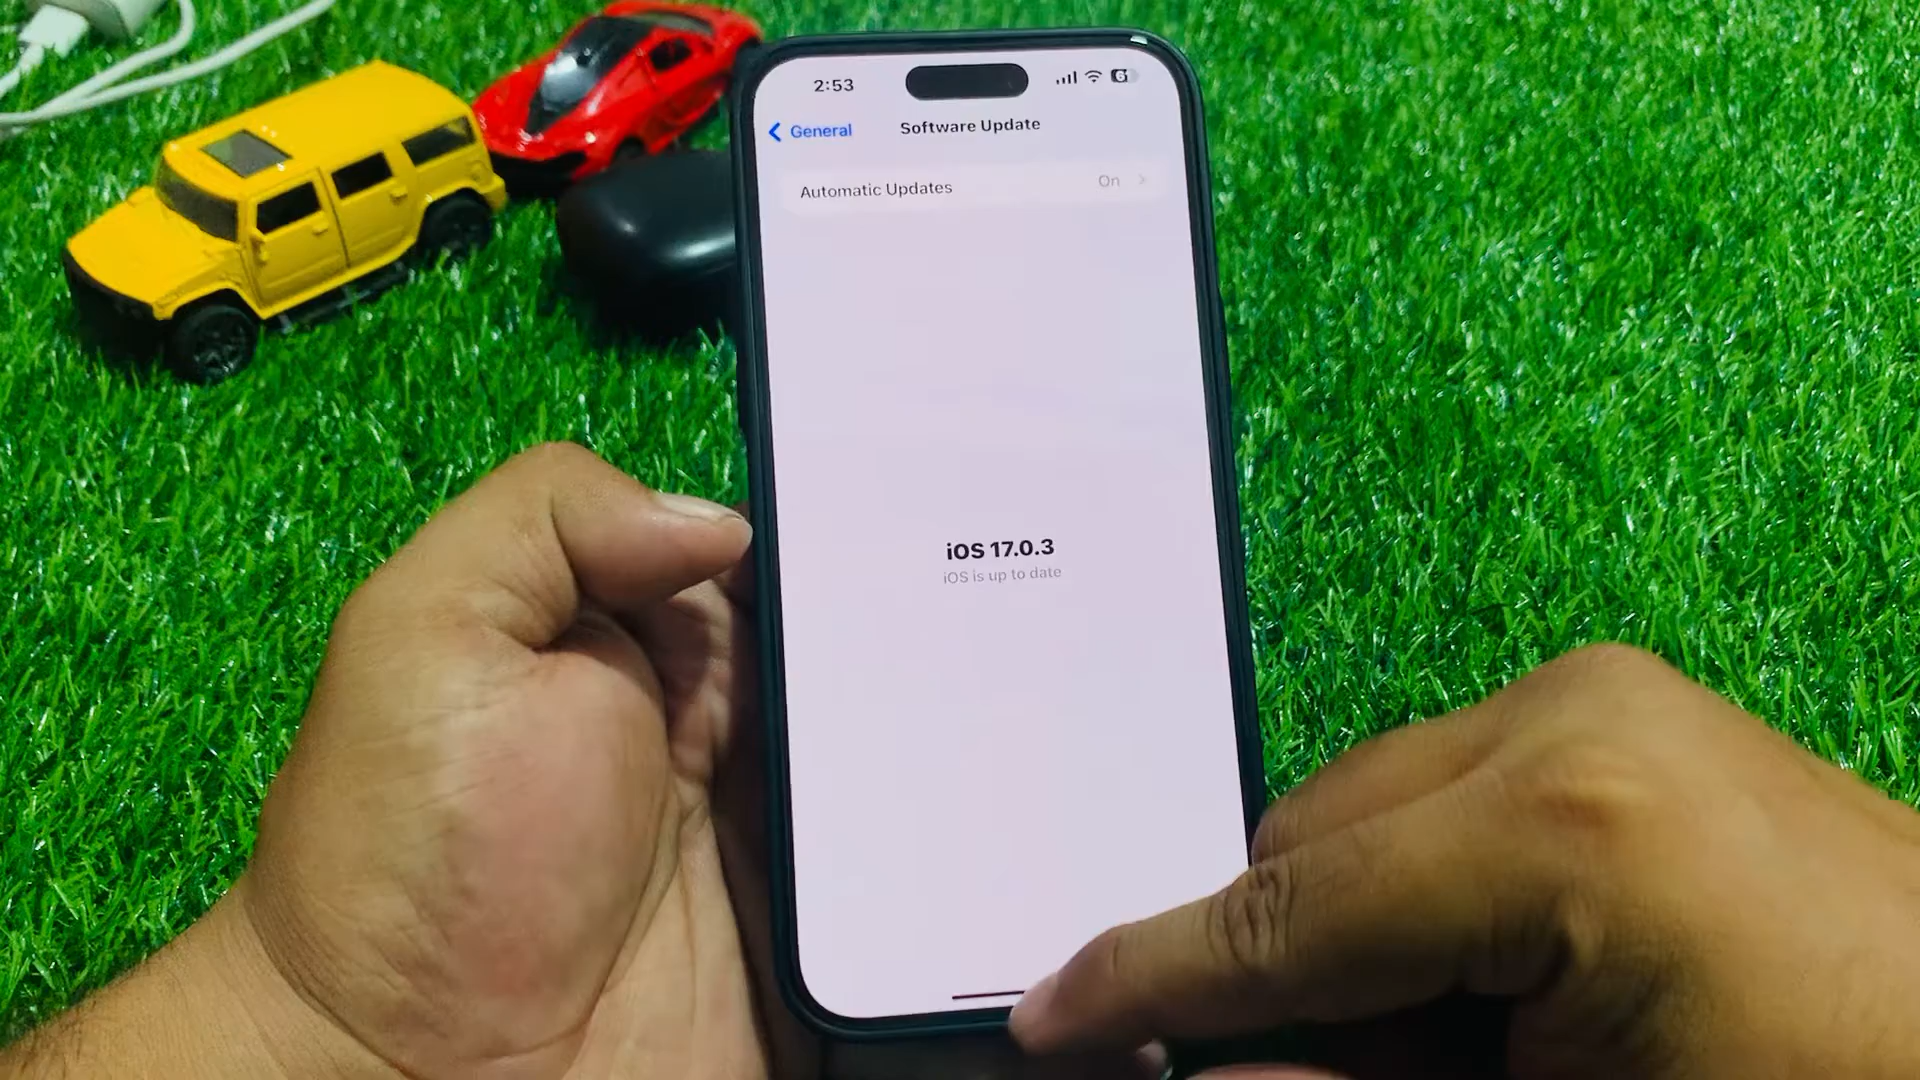 2:53
General
Software Update
Automatic Updates
On
iOS 17.0.3
iOS is up to date